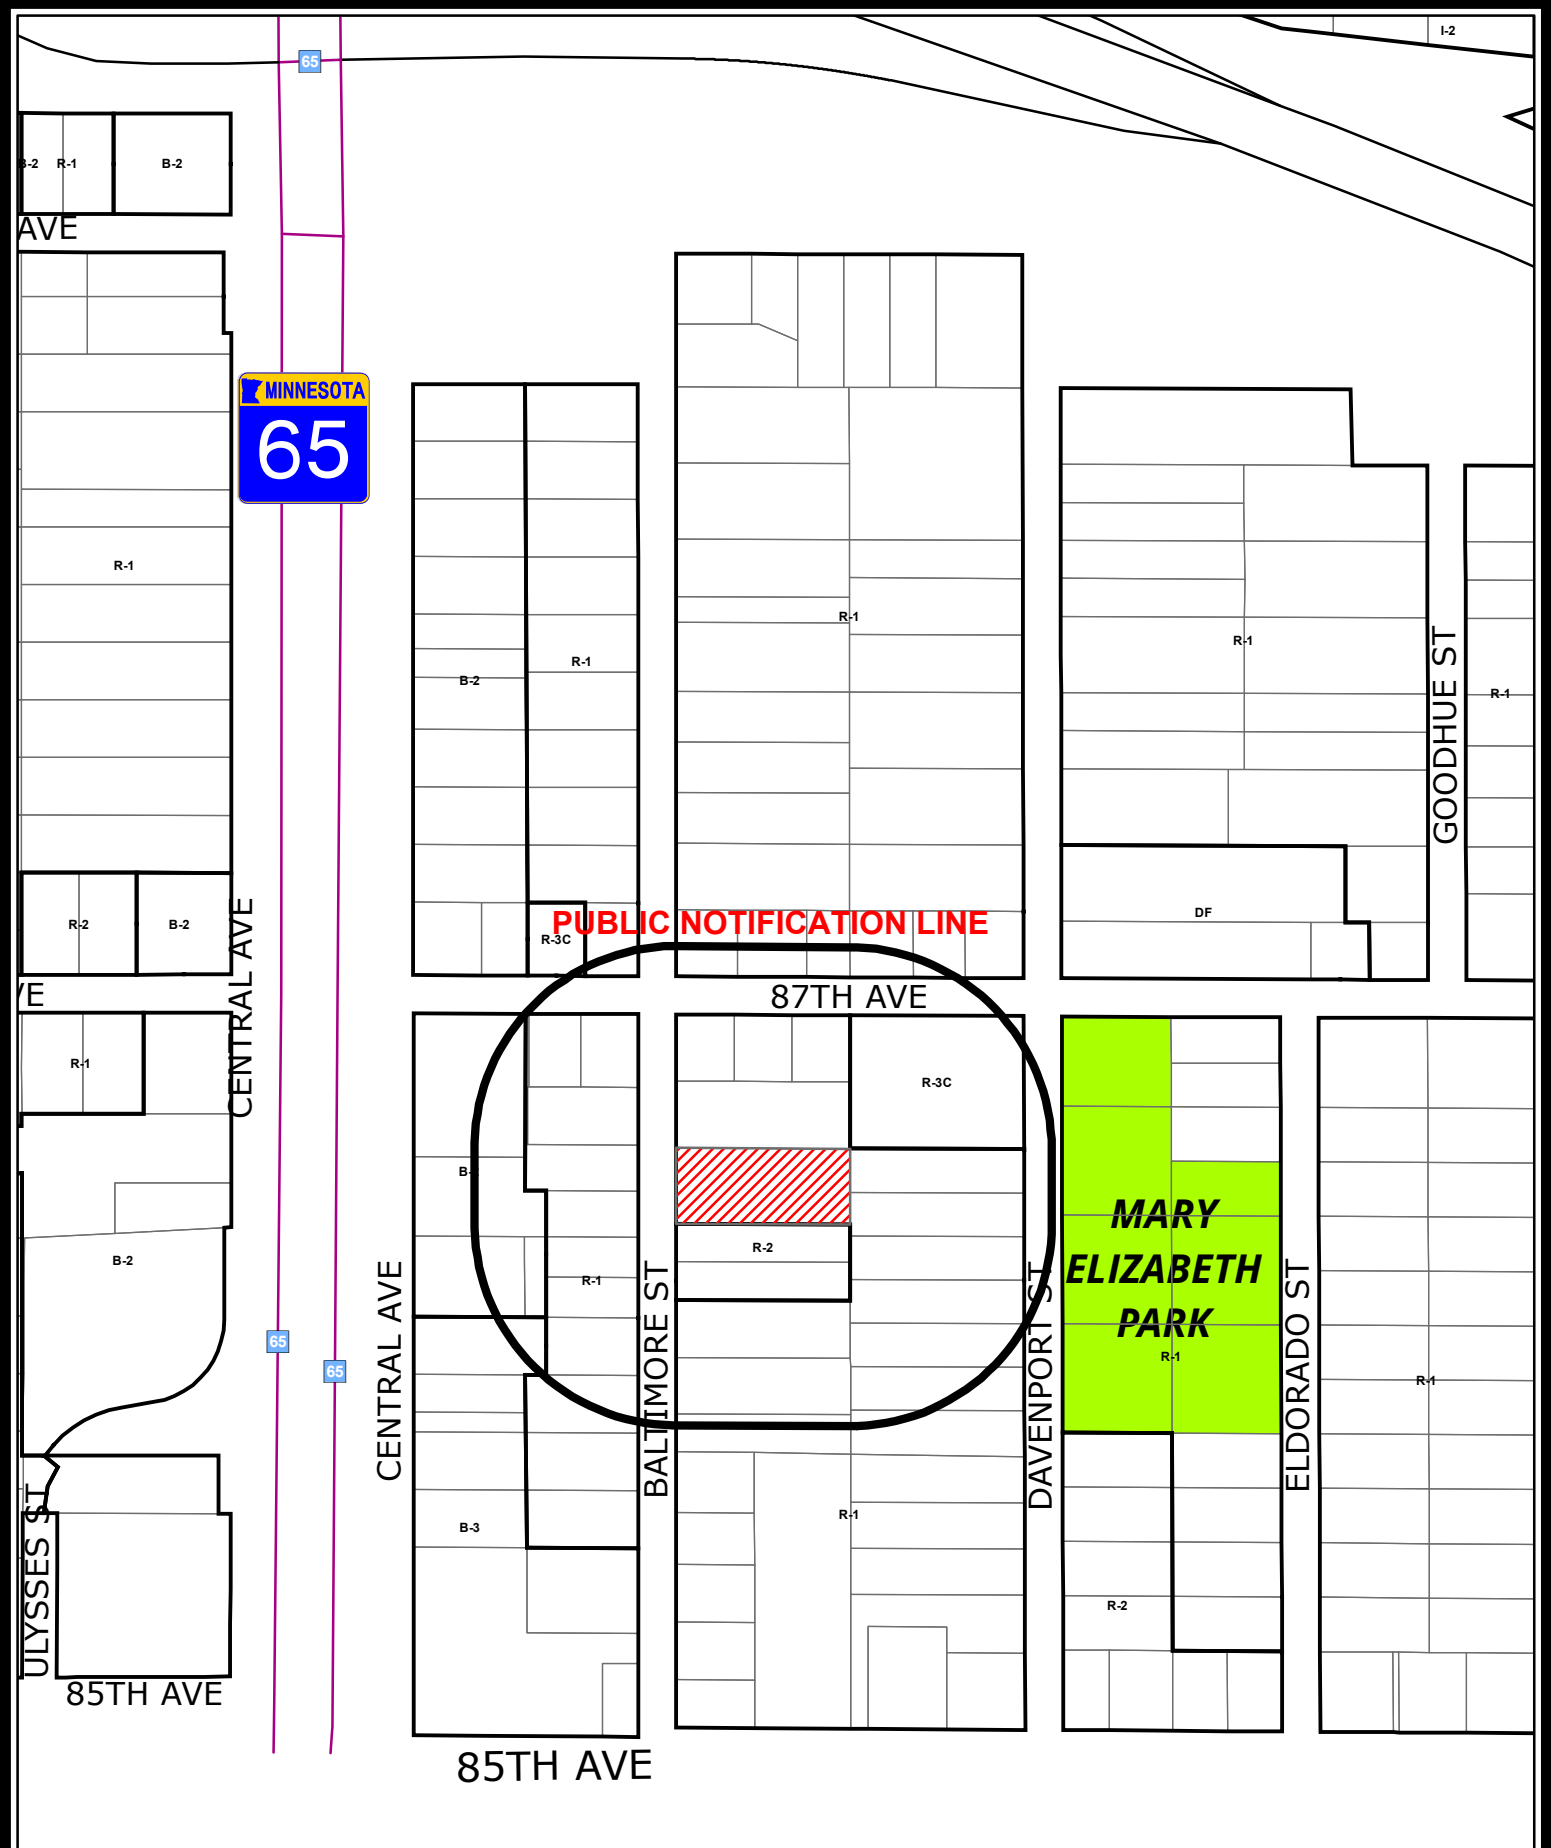 I-2
65
B-2
R-1
B-2
AVE
MINNESOTA
65
R-1
R-1
R-1
R-1
B-2
R-1
GOODHUE ST
R-2
B-2
CENTRAL AVE
PUBLIC NOTIFICATION LINE
R-3C
DF
87TH AVE
R-1
R-3C
B-
MARY
ELIZABETH
PARK
R-1
R-2
B-2
R-1
CENTRAL AVE
BALTIMORE ST
DAVENPORT ST
ELDORADO ST
65
65
R-1
ULYSSES ST
R-1
B-3
R-2
85TH AVE
85TH AVE